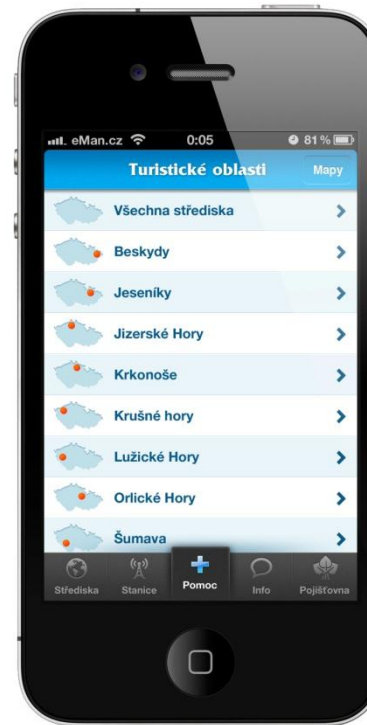 eMan.cz 0:05 81 %
Turistické oblasti Mapy
Všechna střediska
Beskydy
Jeseníky
Jizerské Hory
Krkonoše
Krušné hory
Lužické Hory
Orlické Hory
Šumava
Střediska Stanice Pomoc Info Pojišťovna